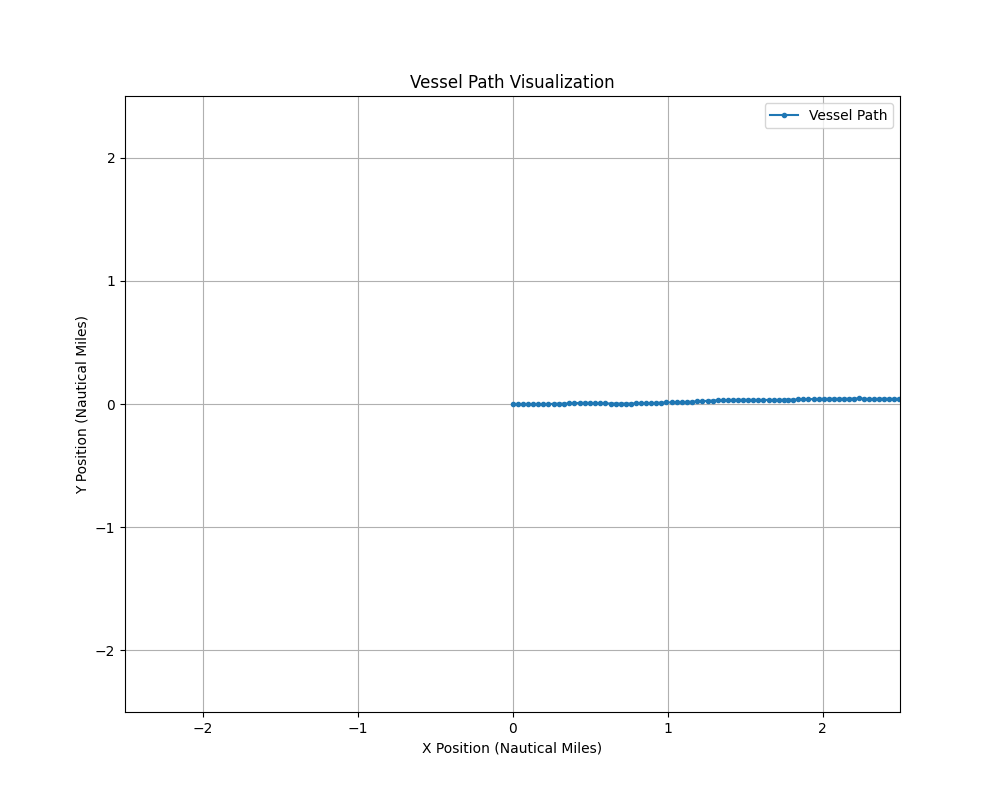 Vessel Path Visualization
Vessel Path
2
1
0
−1
−2
Y Position (Nautical Miles)
−2
−1
0
1
2
X Position (Nautical Miles)